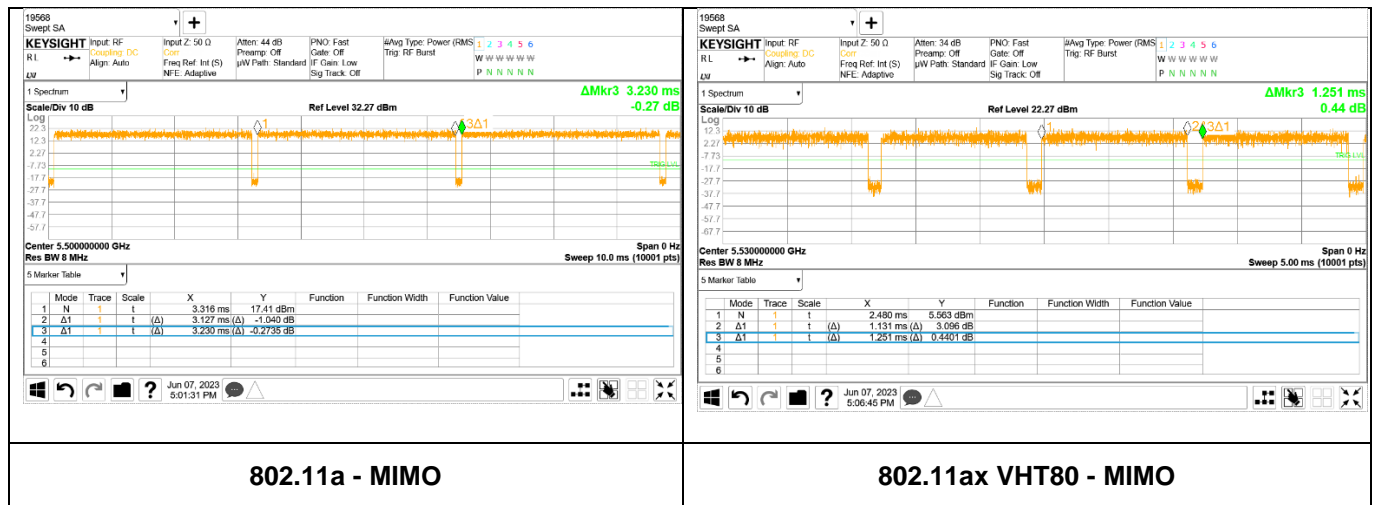 19568
Swept SA
+
KEYSIGHT Input: RF Input Z: 50 Ω Atten: 44 dB PNO: Fast #Avg Type: Power (RMS 1 2 3 4 5 6
RL Coupling: DC Corr Preamp: Off Gate: Off Trig: RF Burst W W W W W W
Align: Auto Freq Ref: Int (S) µW Path: Standard IF Gain: Low P N N N N N
LXI NFE: Adaptive Sig Track: Off
1 Spectrum
ΔMkr3 3.230 ms
Scale/Div 10 dB Ref Level 32.27 dBm -0.27 dB
Log
1
3Δ1
22.3
12.3
2.27
-7.73
TRIG LVL
-17.7
-27.7
-37.7
-47.7
-57.7
Center 5.500000000 GHz Span 0 Hz
Res BW 8 MHz Sweep 10.0 ms (10001 pts)
5 Marker Table
Mode Trace Scale X Y Function Function Width Function Value
1 N 1 t 3.316 ms 17.41 dBm
2 Δ1 1 t (Δ) 3.127 ms (Δ) -1.040 dB
3 Δ1 1 t (Δ) 3.230 ms (Δ) -0.2735 dB
4
5
6
?
Jun 07, 2023
5:01:31 PM
802.11a - MIMO
19568
Swept SA
+
KEYSIGHT Input: RF Input Z: 50 Ω Atten: 34 dB PNO: Fast #Avg Type: Power (RMS 1 2 3 4 5 6
RL Coupling: DC Corr Preamp: Off Gate: Off Trig: RF Burst W W W W W W
Align: Auto Freq Ref: Int (S) µW Path: Standard IF Gain: Low P N N N N N
LXI NFE: Adaptive Sig Track: Off
1 Spectrum
ΔMkr3 1.251 ms
Scale/Div 10 dB Ref Level 22.27 dBm 0.44 dB
Log
1
3Δ1
12.3
2.27
-7.73
TRIG LVL
-17.7
-27.7
-37.7
-47.7
-57.7
-67.7
Center 5.530000000 GHz Span 0 Hz
Res BW 8 MHz Sweep 5.00 ms (10001 pts)
5 Marker Table
Mode Trace Scale X Y Function Function Width Function Value
1 N 1 t 2.480 ms 5.563 dBm
2 Δ1 1 t (Δ) 1.131 ms (Δ) 3.096 dB
3 Δ1 1 t (Δ) 1.251 ms (Δ) 0.4401 dB
4
5
6
?
Jun 07, 2023
5:06:45 PM
802.11ax VHT80 - MIMO